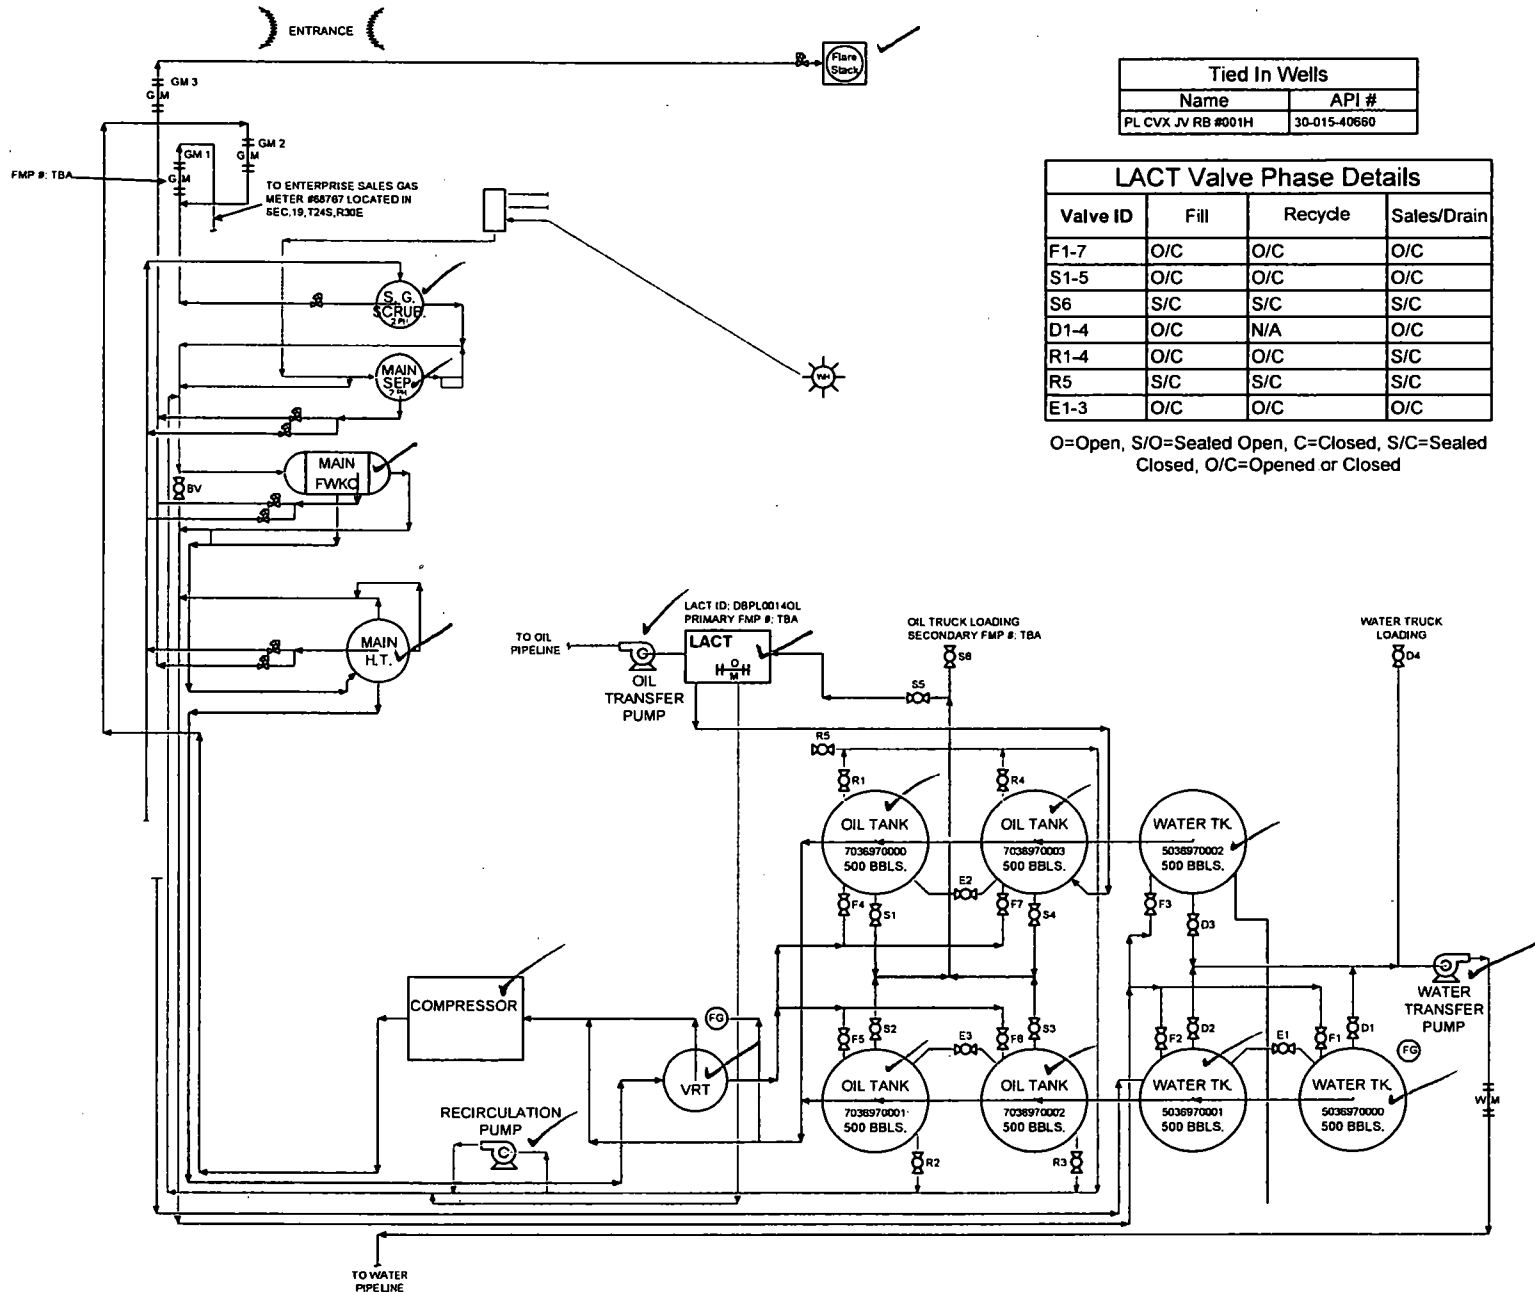 ENTRANCE
Flare
Stack
GM 3
G M
GM 2
G M
GM 1
G M
FMP #: TBA
TO ENTERPRISE SALES GAS
METER #68767 LOCATED IN
SEC,19,T24S,R30E
Tied In Wells
Name API #
PL CVX JV RB #001H 30-015-40660
LACT Valve Phase Details
Valve ID Fill Recycle Sales/Drain
F1-7 O/C O/C O/C
S1-5 O/C O/C O/C
S6 S/C S/C S/C
D1-4 O/C N/A O/C
R1-4 O/C O/C S/C
R5 S/C S/C S/C
E1-3 O/C O/C O/C
O=Open, S/O=Sealed Open, C=Closed, S/C=Sealed
Closed, O/C=Opened or Closed
S. G.
SCRUB.
2 PH
MAIN
SEP.
2 PH
WH
MAIN
FWKO
BV
MAIN
H.T.
LACT ID: DBPL0014OL
PRIMARY FMP #: TBA
TO OIL
PIPELINE
LACT
O
M
OIL
TRANSFER
PUMP
OIL TRUCK LOADING
SECONDARY FMP #: TBA
S6
WATER TRUCK
LOADING
D4
S5
R5
R1
R4
OIL TANK
7036970000
500 BBLS.
OIL TANK
7036970003
500 BBLS.
WATER TK.
5036970002
500 BBLS.
E2
F4
S1
F7
S4
F3
D3
COMPRESSOR
FG
VRT
RECIRCULATION
PUMP
F5
S2
E3
F6
S3
F2
D2
E1
F1
D1
FG
WATER
TRANSFER
PUMP
OIL TANK
7036970001
500 BBLS.
OIL TANK
7036970002
500 BBLS.
WATER TK.
5036970001
500 BBLS.
WATER TK.
5036970000
500 BBLS.
W M
R2
R3
TO WATER
PIPELINE